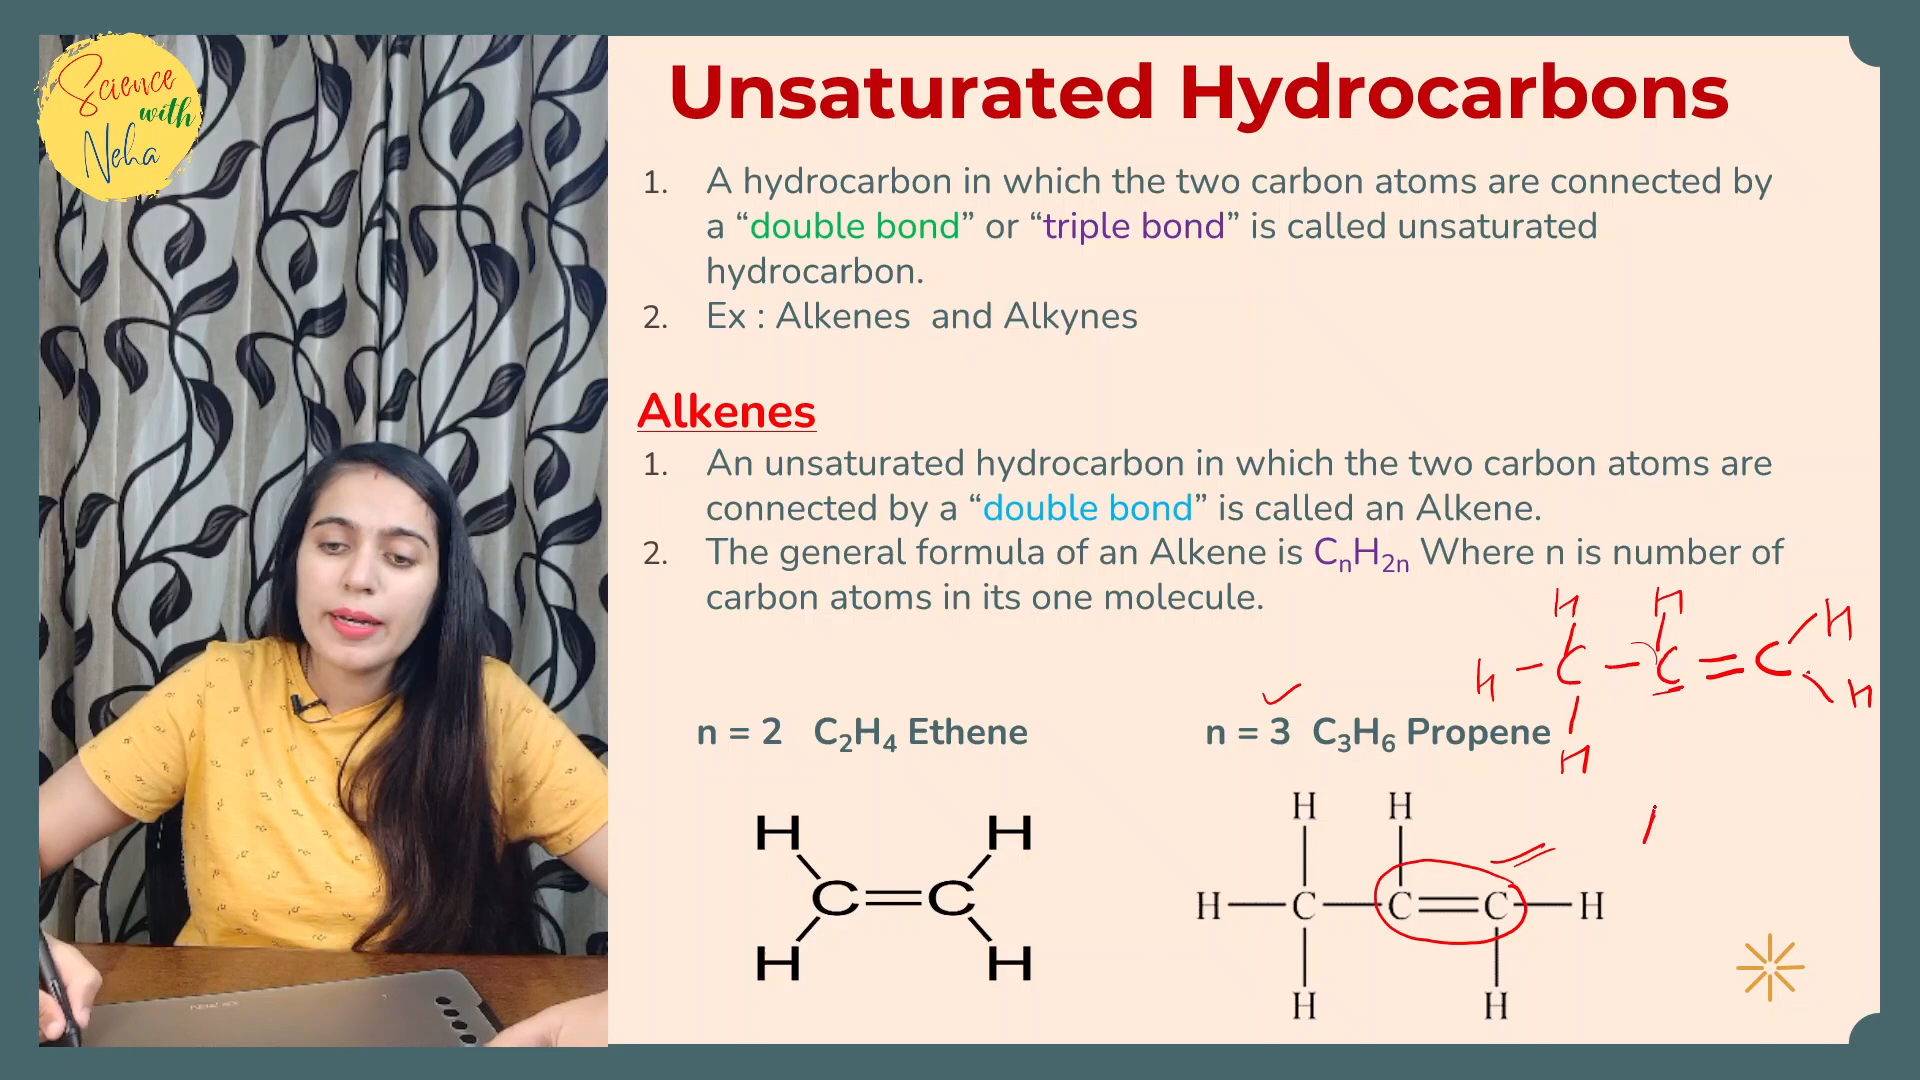 Science
with
Neha
Unsaturated Hydrocarbons
1. A hydrocarbon in which the two carbon atoms are connected by
a “double bond” or “triple bond” is called unsaturated
hydrocarbon.
2. Ex : Alkenes and Alkynes
Alkenes
1. An unsaturated hydrocarbon in which the two carbon atoms are
connected by a “double bond” is called an Alkene.
2. The general formula of an Alkene is CₙH₂ₙ Where n is number of
carbon atoms in its one molecule.
H H H
H - C - C = C
H
H
n = 2 C₂H₄ Ethene
n = 3 C₃H₆ Propene
H H
C=C
H H
H H
H—C—C=C—H
H H